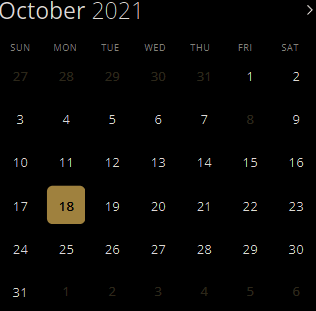 October 2021
SUN MON TUE WED THU FRI SAT
27 28 29 30 31 1 2
3 4 5 6 7 8 9
10 11 12 13 14 15 16
17 18 19 20 21 22 23
24 25 26 27 28 29 30
31 1 2 3 4 5 6